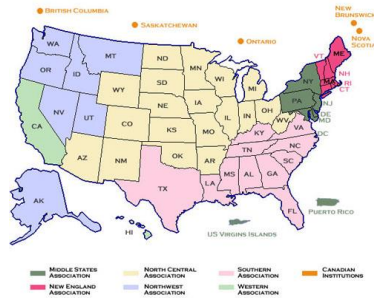 BRITISH COLUMBIA
SASKATCHEWAN
ONTARIO
NEW
BRUNSWICK
NOVA
SCOTIA
WA
OR
ID
MT
NV
UT
CA
AK
HI
ND
SD
WY
NE
CO
KS
AZ
NM
OK
MN
IA
MO
AR
WI
IL
MI
IN
OH
WV
KY
VA
TN
NC
SC
TX
LA
MS
AL
GA
FL
NY
PA
NJ
DE
MD
DC
VT
ME
NH
MA
RI
CT
PUERTO RICO
US VIRGINS ISLANDS
MIDDLE STATES
ASSOCIATION
NEW ENGLAND
ASSOCIATION
NORTH CENTRAL
ASSOCIATION
NORTHWEST
ASSOCIATION
SOUTHERN
ASSOCIATION
WESTERN
ASSOCIATION
CANADIAN
INSTITUTIONS